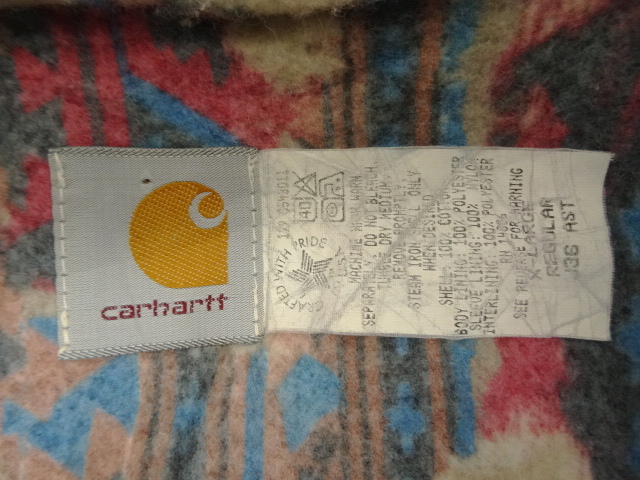 carhartt
CRAFTED WITH PRIDE
MACHINE WASH WARM
SEPARATELY, DO NOT BLEACH,
TUMBLE DRY MEDIUM,
REMOVE PROMPTLY
STEAM IRON FILL ONLY
WHEN DESIRED
SHELL: 100% COTTON
BODY LINING: 100% POLYESTER
SLEEVE LINING: 100% NYLON
INTERLINING: 100% POLYESTER
RN
SEE REVERSE FOR WARNING
X-LARGE
REGULAR
J36 AST